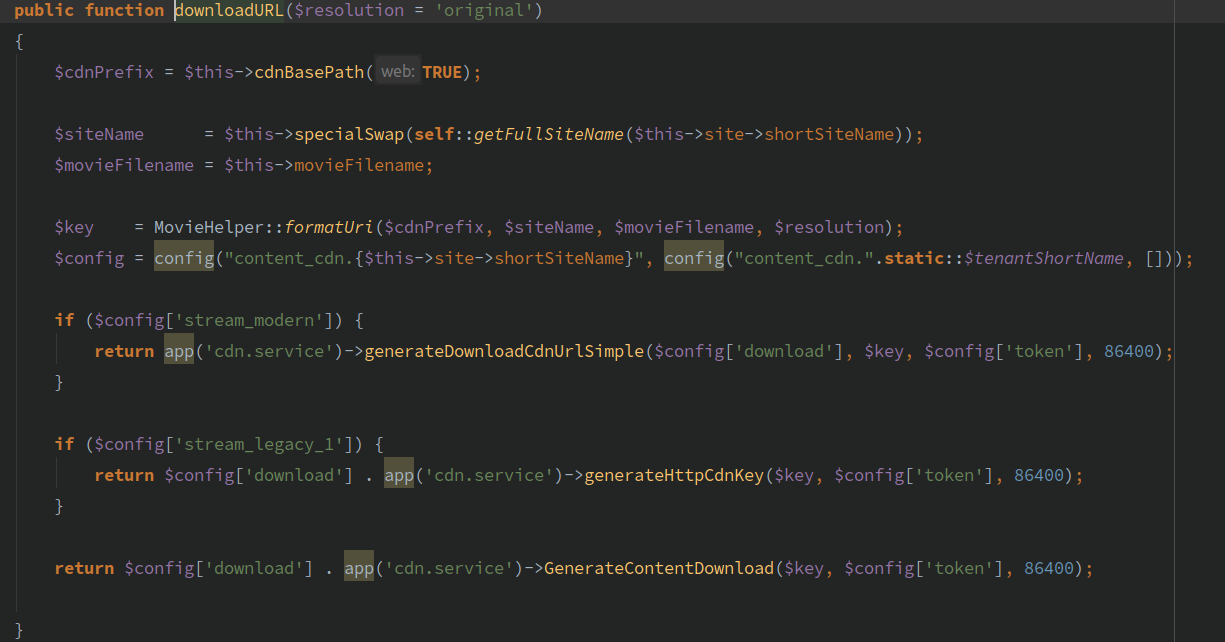 public function downloadURL($resolution = 'original')
{
    $cdnPrefix = $this->cdnBasePath( web: TRUE);

    $siteName      = $this->specialSwap(self::getFullSiteName($this->site->shortSiteName));
    $movieFilename = $this->movieFilename;

    $key    = MovieHelper::formatUri($cdnPrefix, $siteName, $movieFilename, $resolution);
    $config = config("content_cdn.{$this->site->shortSiteName}", config("content_cdn.".static::$tenantShortName, []));

    if ($config['stream_modern']) {
        return app('cdn.service')->generateDownloadCdnUrlSimple($config['download'], $key, $config['token'], 86400);
    }

    if ($config['stream_legacy_1']) {
        return $config['download'] . app('cdn.service')->generateHttpCdnKey($key, $config['token'], 86400);
    }

    return $config['download'] . app('cdn.service')->GenerateContentDownload($key, $config['token'], 86400);

}